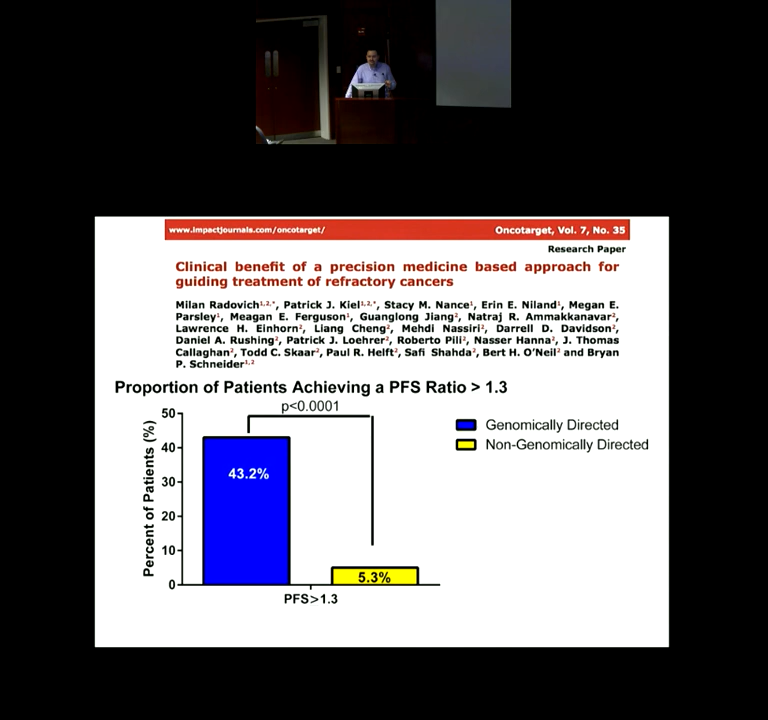 www.impactjournals.com/oncotarget/ Oncotarget, Vol. 7, No. 35
Research Paper
Clinical benefit of a precision medicine based approach for
guiding treatment of refractory cancers
Milan Radovich1,2,*, Patrick J. Kiel1,2,*, Stacy M. Nance1, Erin E. Niland1, Megan E.
Parsley1, Meagan E. Ferguson1, Guanglong Jiang2, Natraj R. Ammakkanavar2,
Lawrence H. Einhorn2, Liang Cheng2, Mehdi Nassiri2, Darrell D. Davidson2,
Daniel A. Rushing2, Patrick J. Loehrer2, Roberto Pili2, Nasser Hanna2, J. Thomas
Callaghan2, Todd C. Skaar2, Paul R. Helft2, Safi Shahda2, Bert H. O'Neil2 and Bryan
P. Schneider1,2
Proportion of Patients Achieving a PFS Ratio > 1.3
p<0.0001
Percent of Patients (%)
50
40
30
20
10
0
43.2%
5.3%
PFS>1.3
Genomically Directed
Non-Genomically Directed